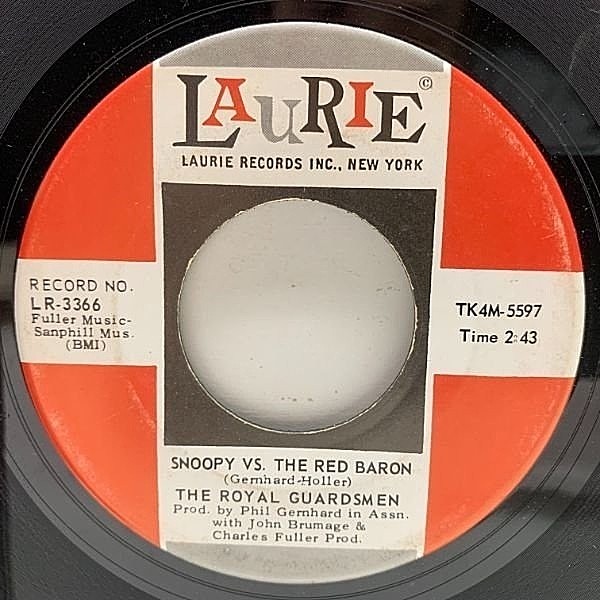 LAURIE ©
LAURIE RECORDS INC., NEW YORK
RECORD NO.
LR-3366
Fuller Music-
Sanphill Mus.
(BMI)
TK4M-5597
Time 2:43
SNOOPY VS. THE RED BARON
(Gernhard-Holler)
THE ROYAL GUARDSMEN
Prod. by Phil Gernhard in Assn.
with John Brumage &
Charles Fuller Prod.